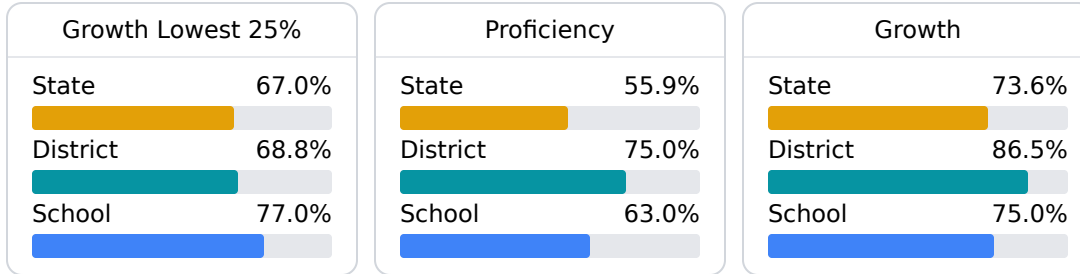 Growth Lowest 25%
State 67.0%
District 68.8%
School 77.0%
Proficiency
State 55.9%
District 75.0%
School 63.0%
Growth
State 73.6%
District 86.5%
School 75.0%